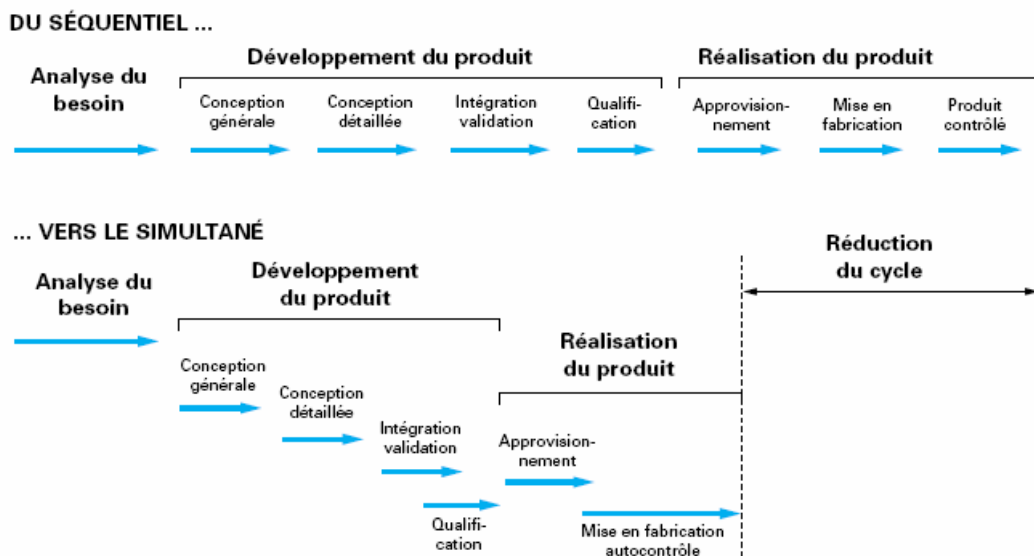 DU SÉQUENTIEL ...
Analyse du
besoin
Développement du produit
Réalisation du produit
Conception
générale
Conception
détaillée
Intégration
validation
Qualifi-
cation
Approvision-
nement
Mise en
fabrication
Produit
contrôlé
... VERS LE SIMULTANÉ
Analyse du
besoin
Développement
du produit
Réduction
du cycle
Réalisation
du produit
Conception
générale
Conception
détaillée
Intégration
validation
Qualifi-
cation
Approvision-
nement
Mise en fabrication
autocontrôle